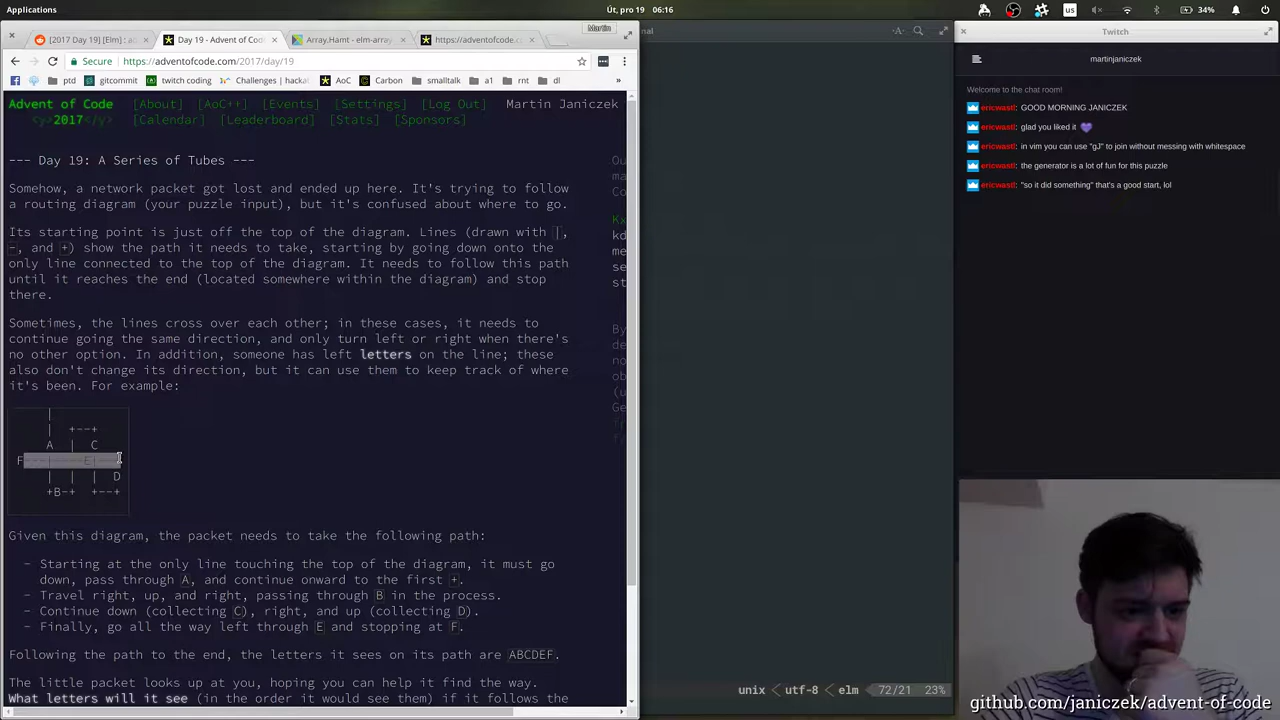 Applications
Út, pro 19 06:16
us
34%
Martin
[2017 Day 19] [Elm] : ad
Day 19 - Advent of Code
Array.Hamt - elm-array
https://adventofcode.co
nal
Twitch
Secure https://adventofcode.com/2017/day/19
martinjaniczek
ptd
gitcommit
twitch coding
Challenges | hackat
AoC
Carbon
smalltalk
a1
rnt
dl
»
Welcome to the chat room!
ericwastl: GOOD MORNING JANICZEK
ericwastl: glad you liked it
ericwastl: in vim you can use "gJ" to join without messing with whitespace
ericwastl: the generator is a lot of fun for this puzzle
ericwastl: "so it did something" that's a good start, lol
Advent of Code [About] [AoC++] [Events] [Settings] [Log Out] Martin Janiczek
<y>2017</y> [Calendar] [Leaderboard] [Stats] [Sponsors]
--- Day 19: A Series of Tubes ---
Somehow, a network packet got lost and ended up here. It's trying to follow
a routing diagram (your puzzle input), but it's confused about where to go.
Its starting point is just off the top of the diagram. Lines (drawn with |,
-, and +) show the path it needs to take, starting by going down onto the
only line connected to the top of the diagram. It needs to follow this path
until it reaches the end (located somewhere within the diagram) and stop
there.
Sometimes, the lines cross over each other; in these cases, it needs to
continue going the same direction, and only turn left or right when there's
no other option. In addition, someone has left letters on the line; these
also don't change its direction, but it can use them to keep track of where
it's been. For example:
|
|  +--+
A  |  C
F---|----E|--+
|  |  |  D
+B-+  +--+
Given this diagram, the packet needs to take the following path:
- Starting at the only line touching the top of the diagram, it must go
down, pass through A, and continue onward to the first +.
- Travel right, up, and right, passing through B in the process.
- Continue down (collecting C), right, and up (collecting D).
- Finally, go all the way left through E and stopping at F.
Following the path to the end, the letters it sees on its path are ABCDEF.
The little packet looks up at you, hoping you can help it find the way.
What letters will it see (in the order it would see them) if it follows the
unix < utf-8 < elm 72/21 23%
github.com/janiczek/advent-of-code